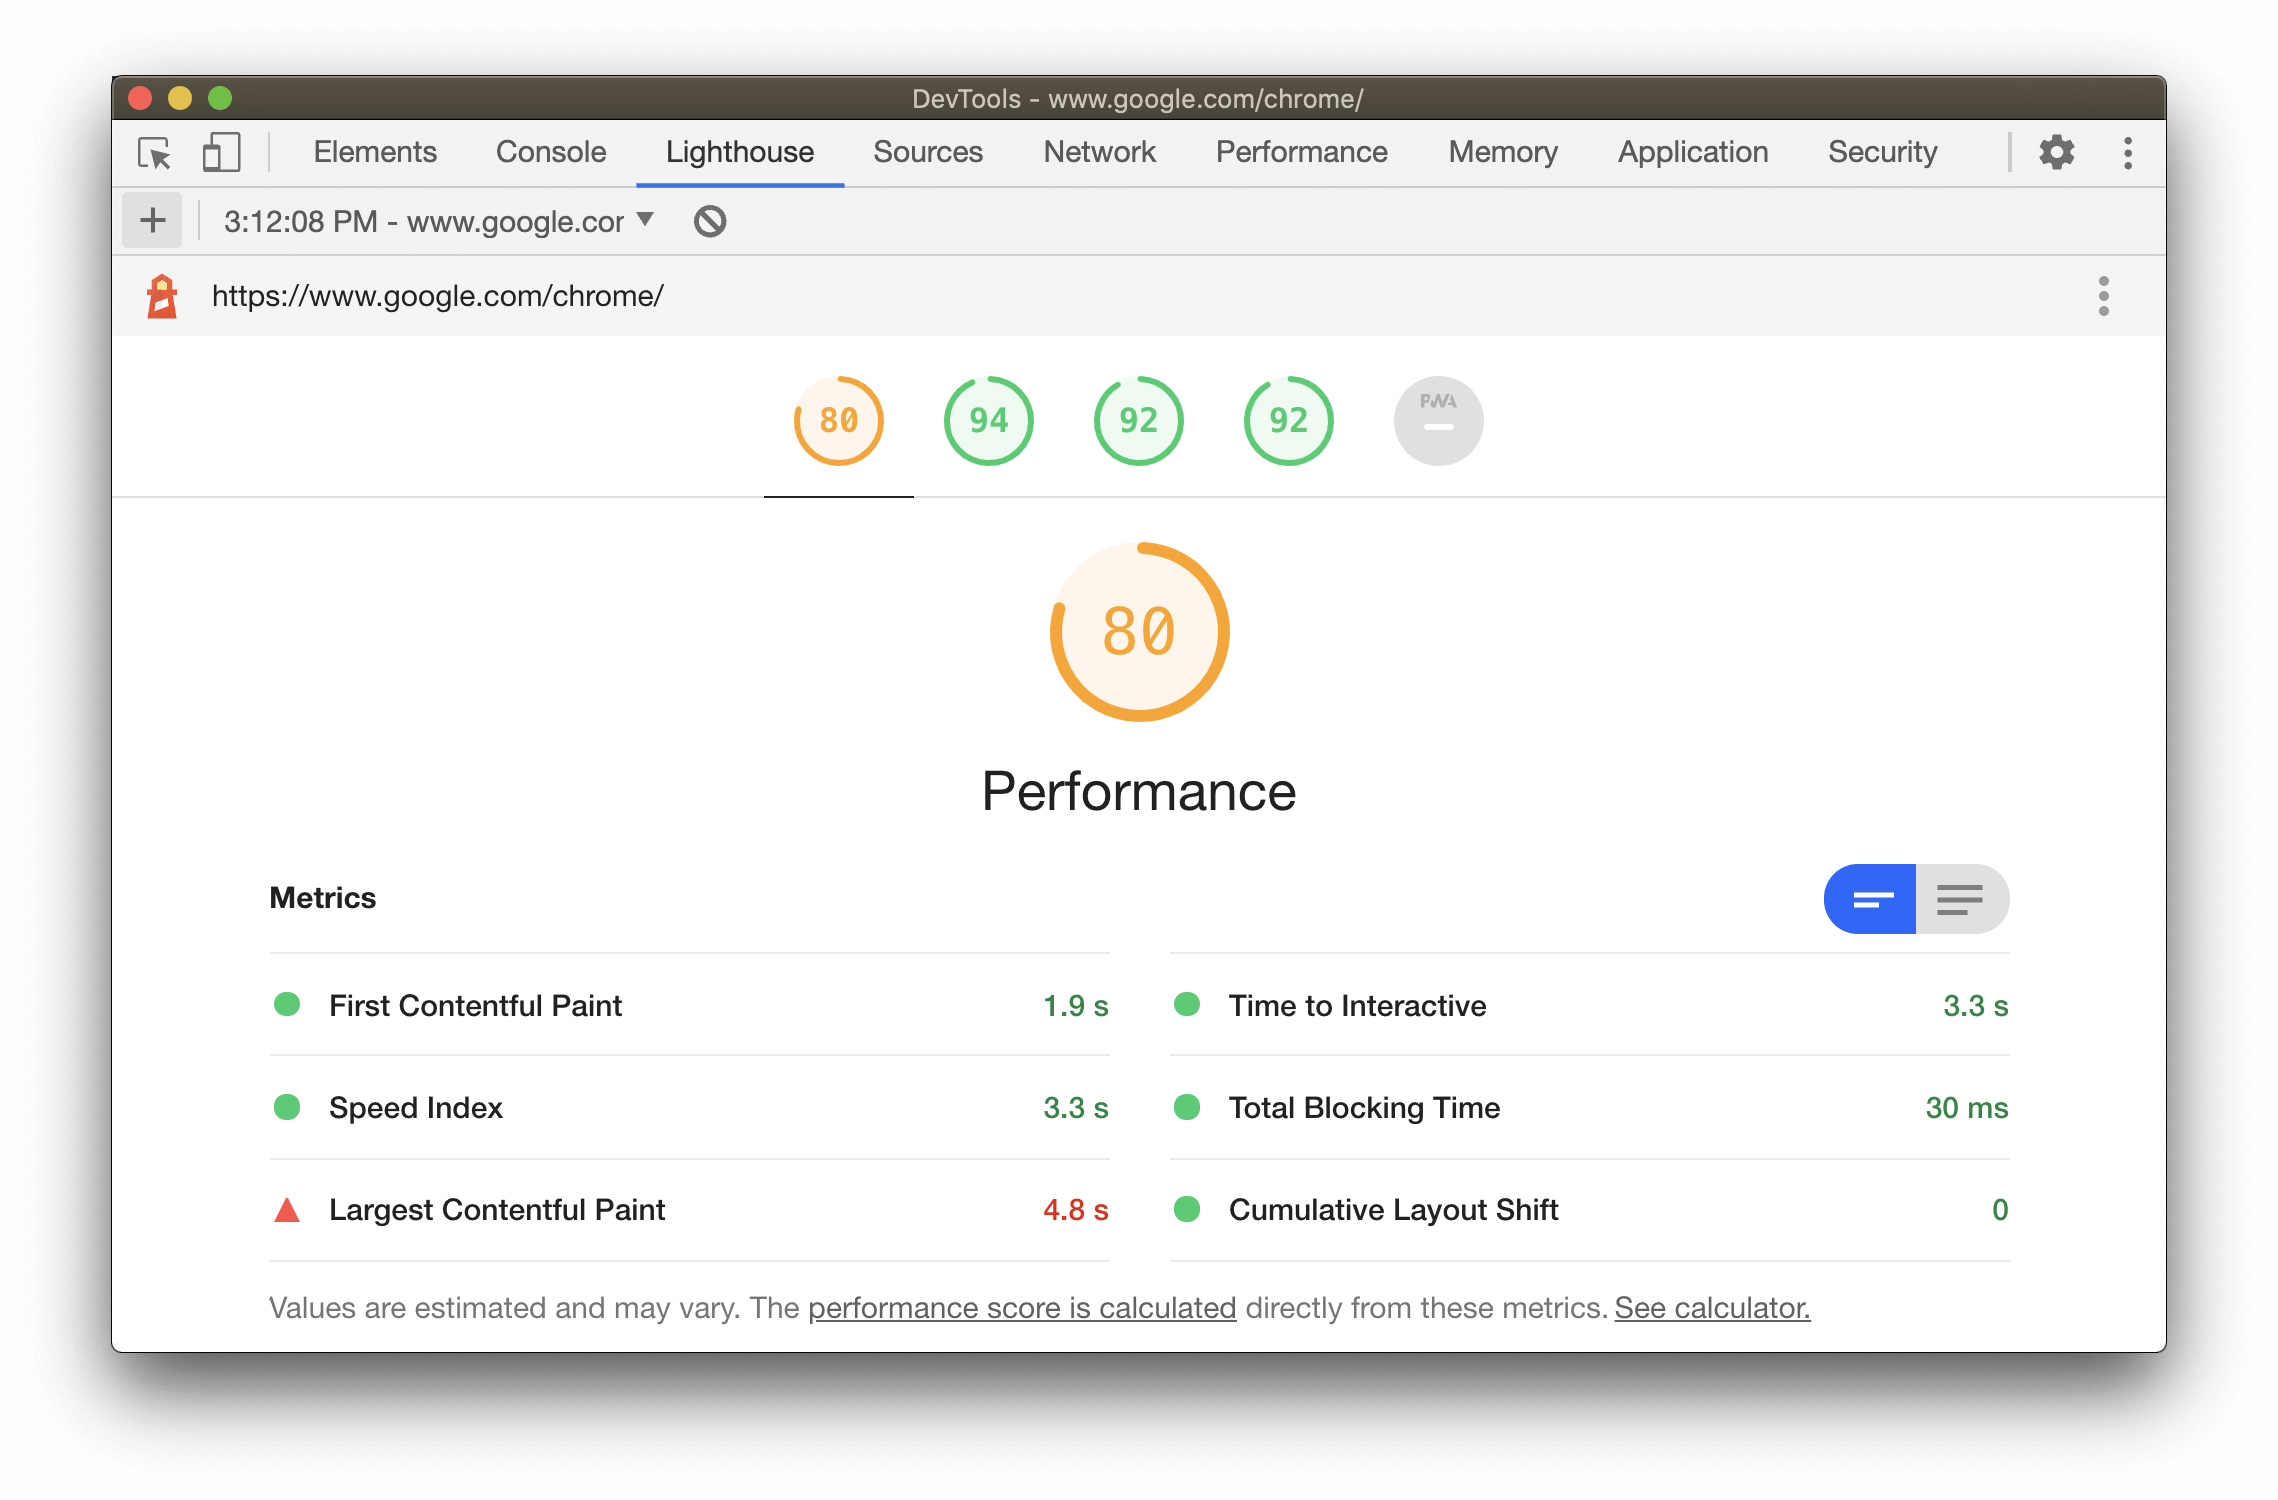 DevTools - www.google.com/chrome/
Elements Console Lighthouse Sources Network Performance Memory Application Security
3:12:08 PM - www.google.cor
https://www.google.com/chrome/
80 94 92 92 PWA
80
Performance
Metrics
First Contentful Paint 1.9 s
Time to Interactive 3.3 s
Speed Index 3.3 s
Total Blocking Time 30 ms
Largest Contentful Paint 4.8 s
Cumulative Layout Shift 0
Values are estimated and may vary. The performance score is calculated directly from these metrics. See calculator.